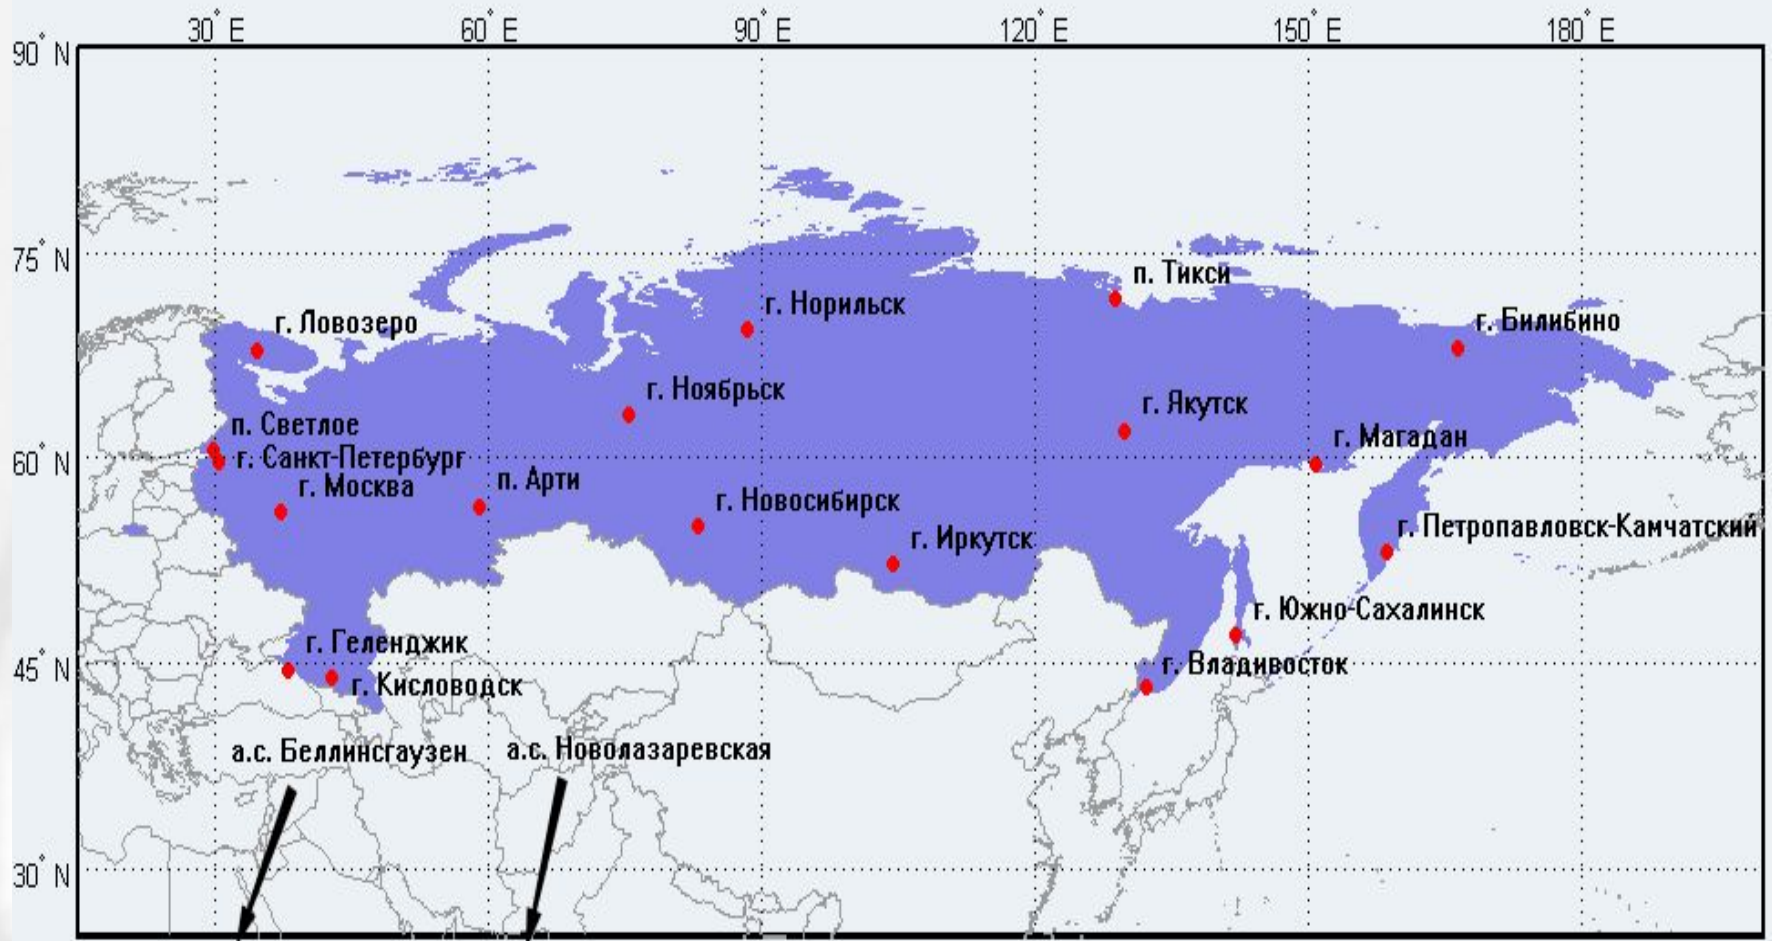 30° E 60° E 90° E 120° E 150° E 180° E
90° N
75° N
п. Тикси
г. Норильск
г. Ловозеро
г. Билибино
г. Ноябрьск
г. Якутск
п. Светлое
г. Магадан
60° N
г. Санкт-Петербург
г. Москва
п. Арти
г. Новосибирск
г. Петропавловск-Камчатский
г. Иркутск
г. Южно-Сахалинск
г. Геленджик
45° N
г. Владивосток
г. Кисловодск
а.с. Беллинсгаузен
а.с. Новолазаревская
30° N